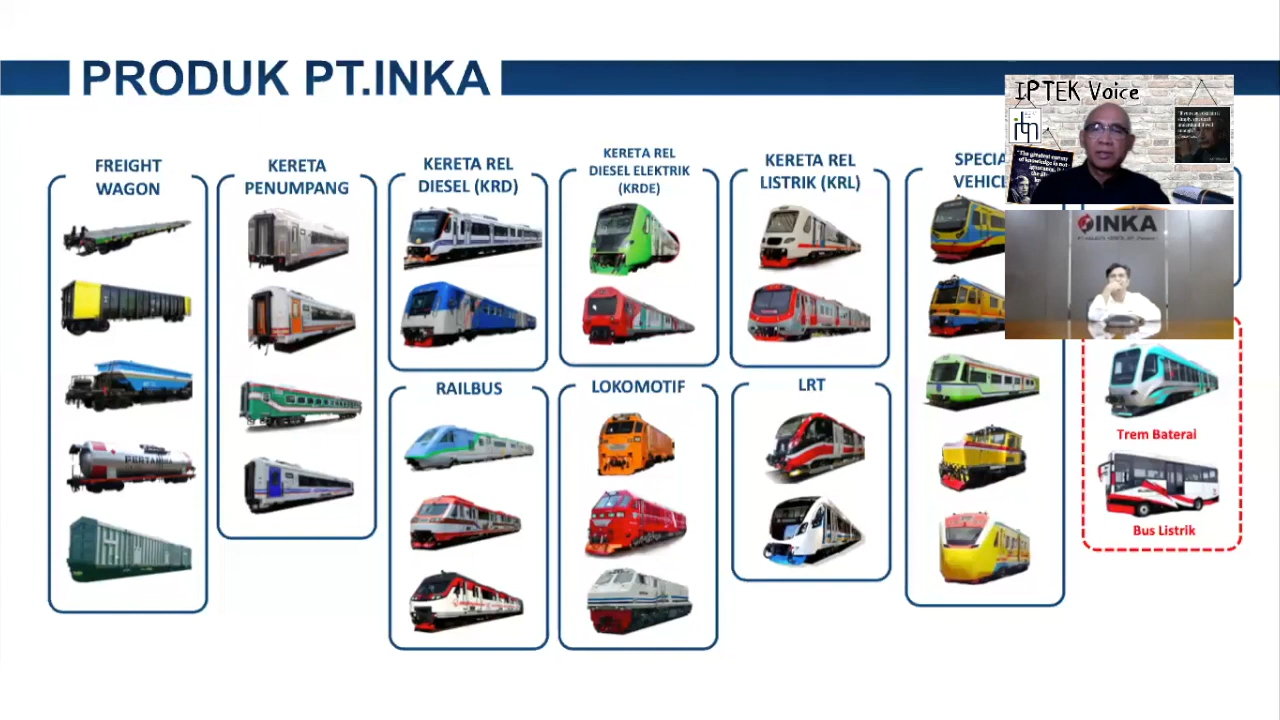 PRODUK PT.INKA
IPTEK Voice
FREIGHT
WAGON
KERETA
PENUMPANG
KERETA REL
DIESEL (KRD)
KERETA REL
DIESEL ELEKTRIK
(KRDE)
KERETA REL
LISTRIK (KRL)
SPECIA
VEHICL
INKA
PERTAMINA
RAILBUS
LOKOMOTIF
LRT
Trem Baterai
Bus Listrik